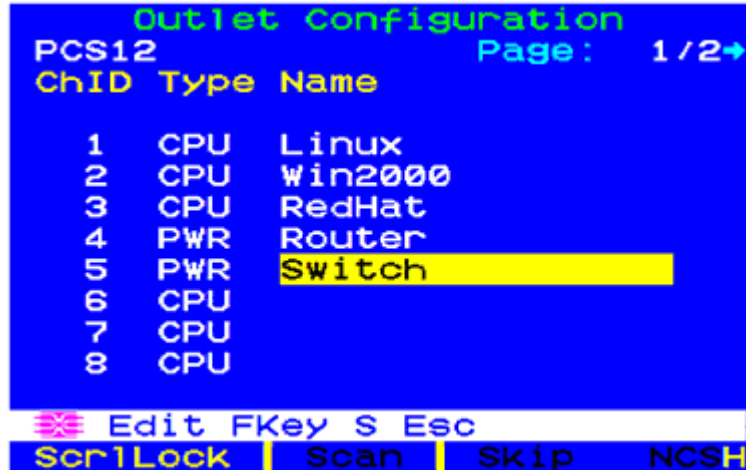 Outlet Configuration
PCS12 Page: 1/2→
ChID Type Name
1 CPU Linux
2 CPU Win2000
3 CPU RedHat
4 PWR Router
5 PWR Switch
6 CPU
7 CPU
8 CPU
Edit FKey S Esc
ScrlLock Scan Skip NCSH